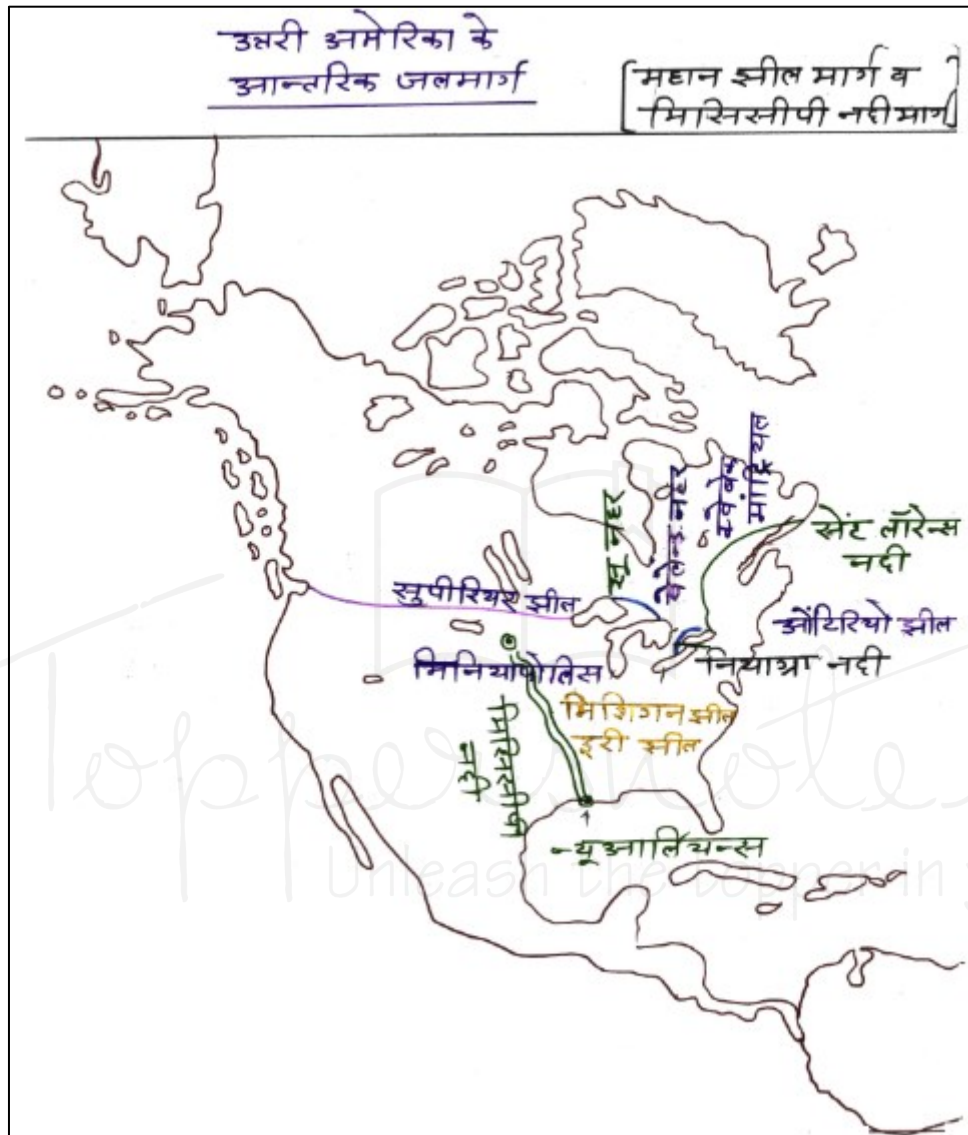 उत्तरी अमेरिका के
आन्तरिक जलमार्ग
[महान झील मार्ग व
मिसिसीपी नदी मार्ग]
सू नहर
वेलेन्ड नहर
क्यूबेक
मांट्रियल
सेंट लॉरेन्स
नदी
सुपीरियर झील
ओंटिरियो झील
नियाग्रा नदी
मिनियापोलिस
मिशिगन झील
इरी झील
मिसिसीपी
नदी
न्यूआर्लियन्स
Toppersnotes
Unleash the topper in